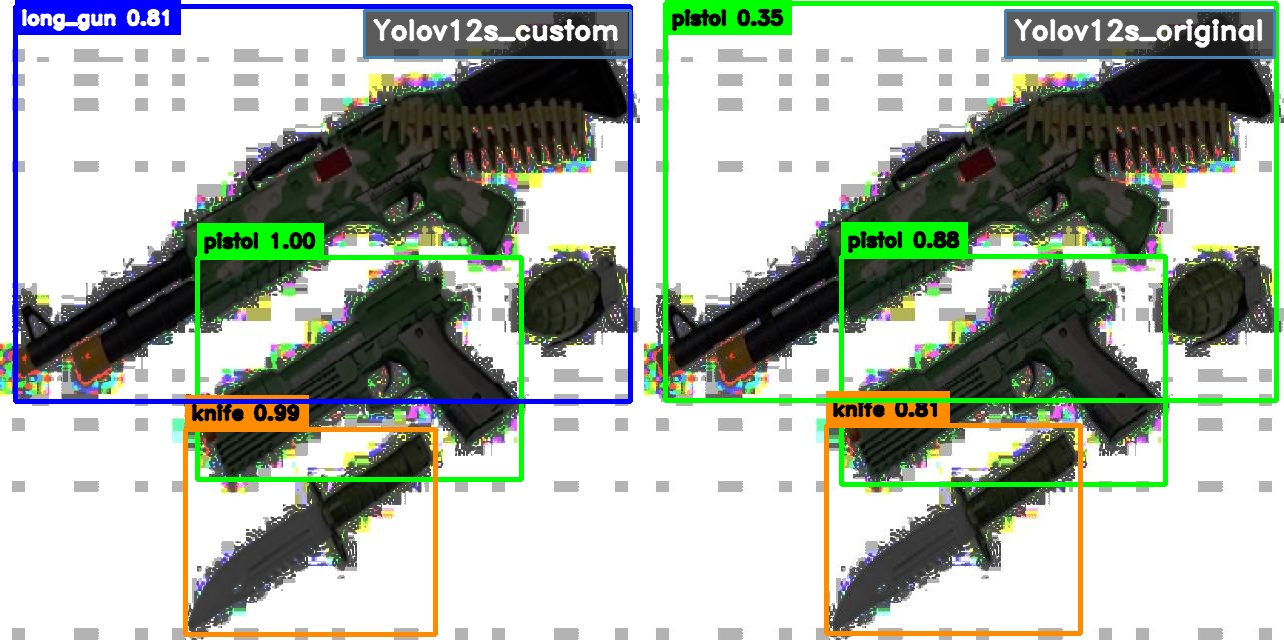 long_gun 0.81
Yolov12s_custom
pistol 1.00
knife 0.99
pistol 0.35
Yolov12s_original
pistol 0.88
knife 0.81